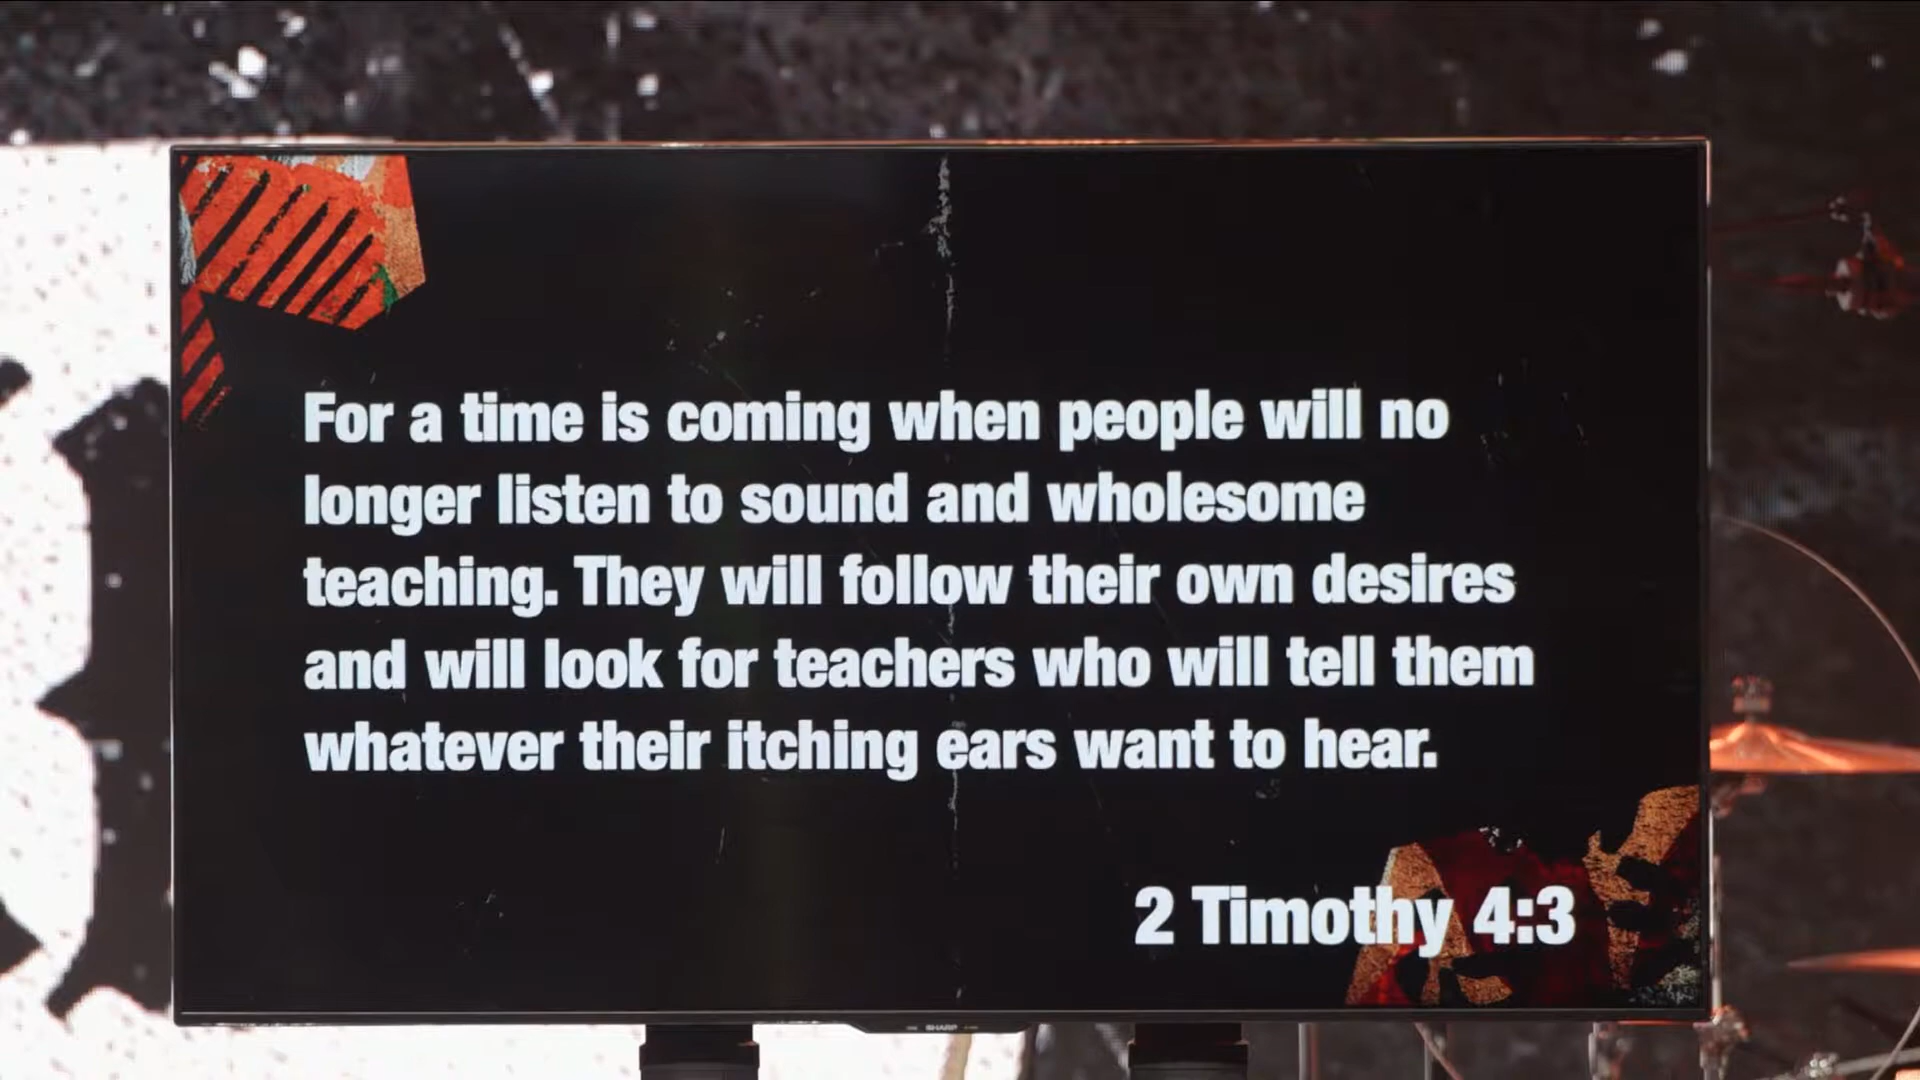 For a time is coming when people will no
longer listen to sound and wholesome
teaching. They will follow their own desires
and will look for teachers who will tell them
whatever their itching ears want to hear.
2 Timothy 4:3
SHARP